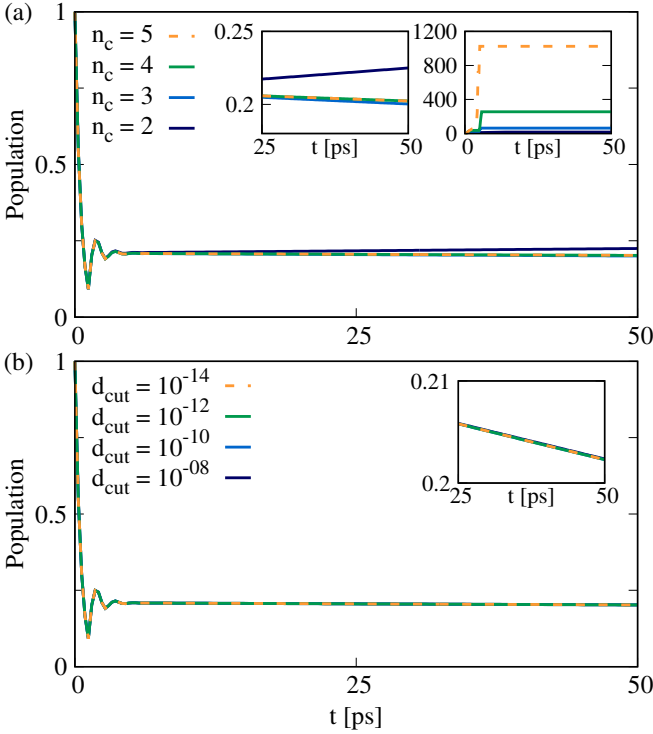 (a)
1
0.5
0
Population
n_c = 5
n_c = 4
n_c = 3
n_c = 2
0.25
0.2
25
50
t [ps]
1200
800
400
0
0
50
t [ps]
0
25
50
(b)
1
0.5
0
Population
d_cut = 10^-14
d_cut = 10^-12
d_cut = 10^-10
d_cut = 10^-08
0.21
0.2
25
50
t [ps]
0
25
50
t [ps]